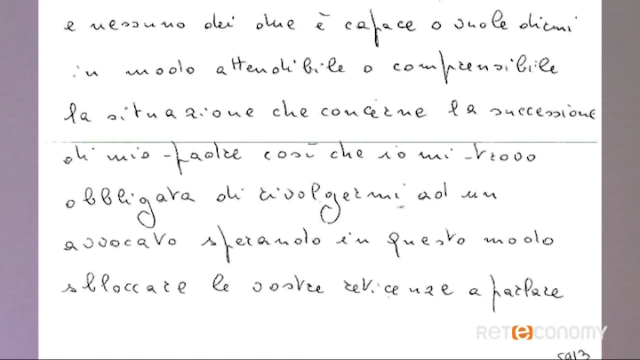 e nessuno dei due è capace o vuole dirmi
in modo attendibile o comprensibile
la situazione che concerne la successione
di mio padre così che io mi trovo
obbligata di rivolgermi ad un
avvocato sperando in questo modo
sbloccare le vostre reticenze a parlare
RETECONOMY